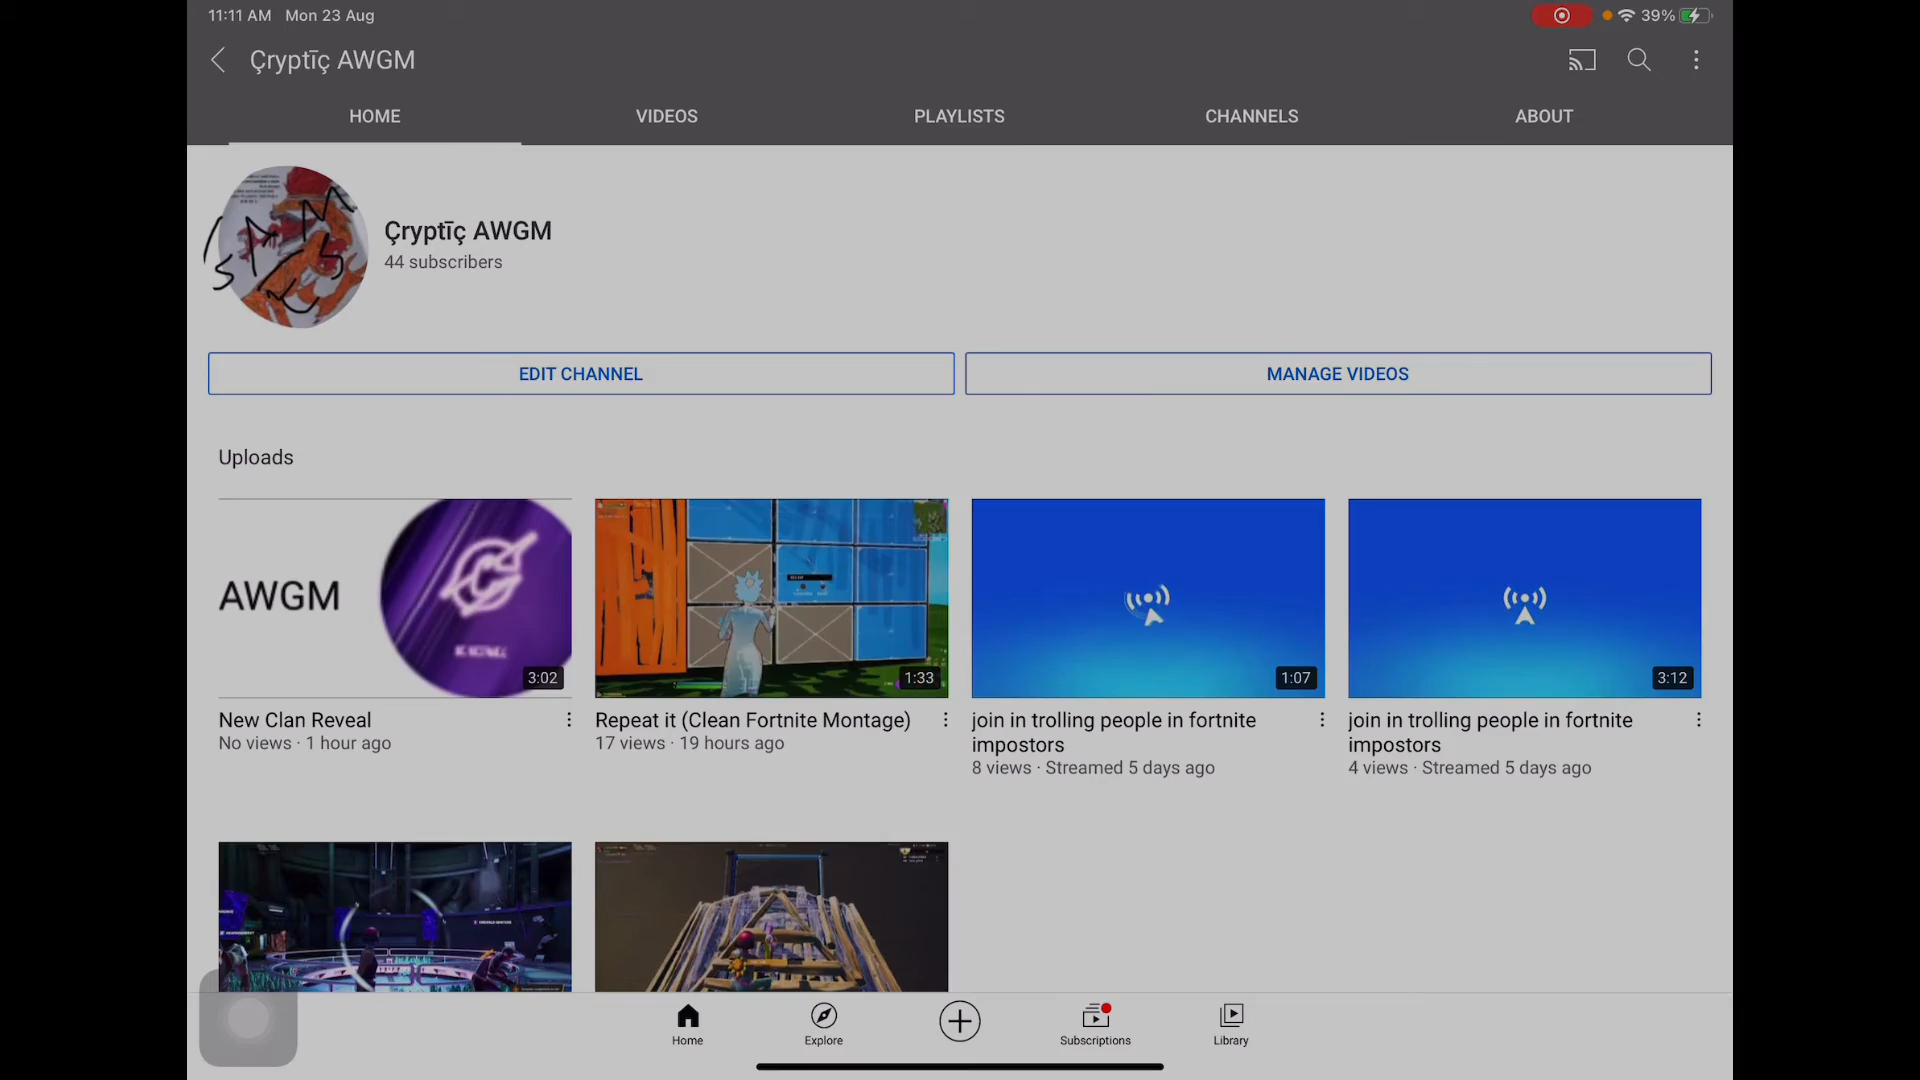 11:11 AM Mon 23 Aug
39%
Çryptīç AWGM
HOME VIDEOS PLAYLISTS CHANNELS ABOUT
Çryptīç AWGM
44 subscribers
EDIT CHANNEL
MANAGE VIDEOS
Uploads
AWGM
3:02
1:33
1:07
3:12
New Clan Reveal
No views · 1 hour ago
Repeat it (Clean Fortnite Montage)
17 views · 19 hours ago
join in trolling people in fortnite
impostors
8 views · Streamed 5 days ago
join in trolling people in fortnite
impostors
4 views · Streamed 5 days ago
Home
Explore
Subscriptions
Library